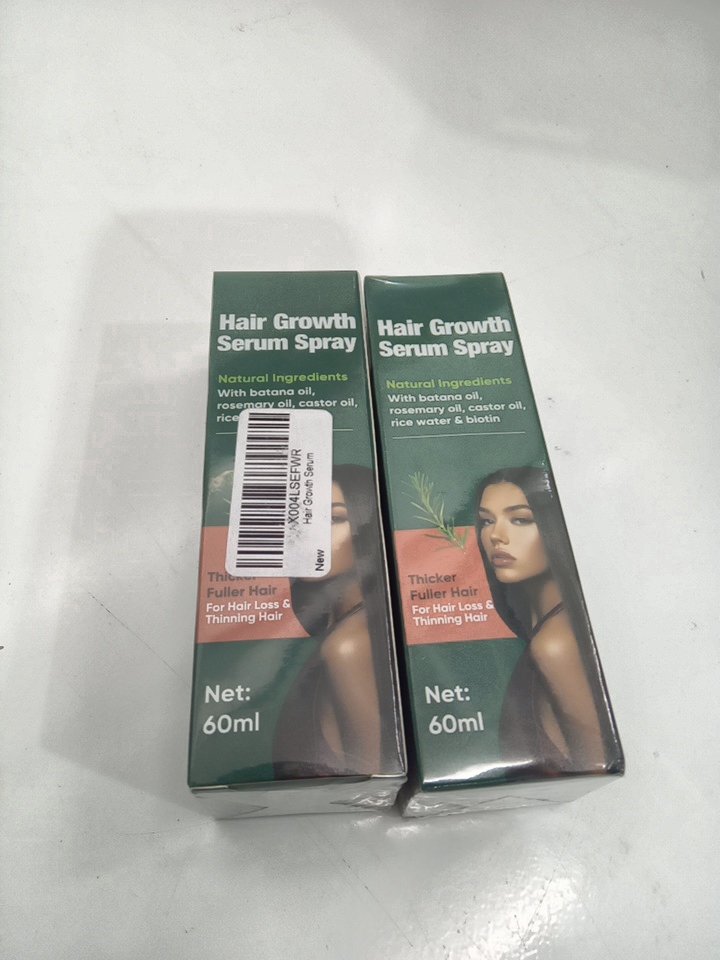 Hair Growth
Serum Spray
Natural Ingredients
With batana oil,
rosemary oil, castor oil,
rice
X004LSEFWR
Hair Growth Serum
New
Thicker
Fuller Hair
For Hair Loss &
Thinning Hair
Net:
60ml
Hair Growth
Serum Spray
Natural Ingredients
With batana oil,
rosemary oil, castor oil,
rice water & biotin
Thicker
Fuller Hair
For Hair Loss &
Thinning Hair
Net:
60ml